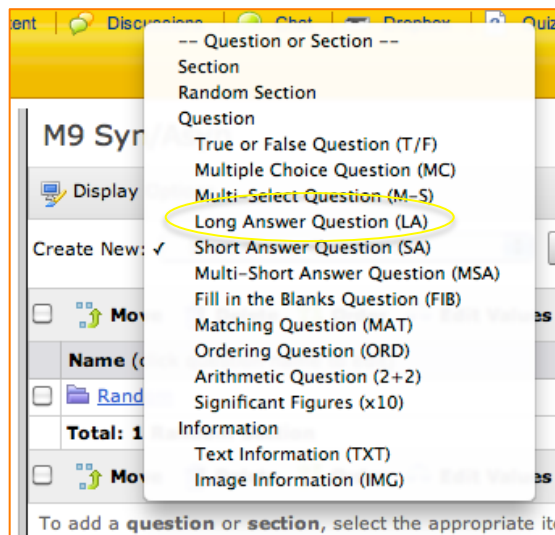 Discussions Chat Dropbox Quiz
-- Question or Section --
Section
Random Section
Question
True or False Question (T/F)
Multiple Choice Question (MC)
Multi-Select Question (M-S)
Long Answer Question (LA)
Short Answer Question (SA)
Multi-Short Answer Question (MSA)
Fill in the Blanks Question (FIB)
Matching Question (MAT)
Ordering Question (ORD)
Arithmetic Question (2+2)
Significant Figures (x10)
Information
Text Information (TXT)
Image Information (IMG)
M9 Syn/
Display
Create New: ✓
Move Edit Values
Name (
Rand
Total: 1
Move Edit Values
To add a question or section, select the appropriate it